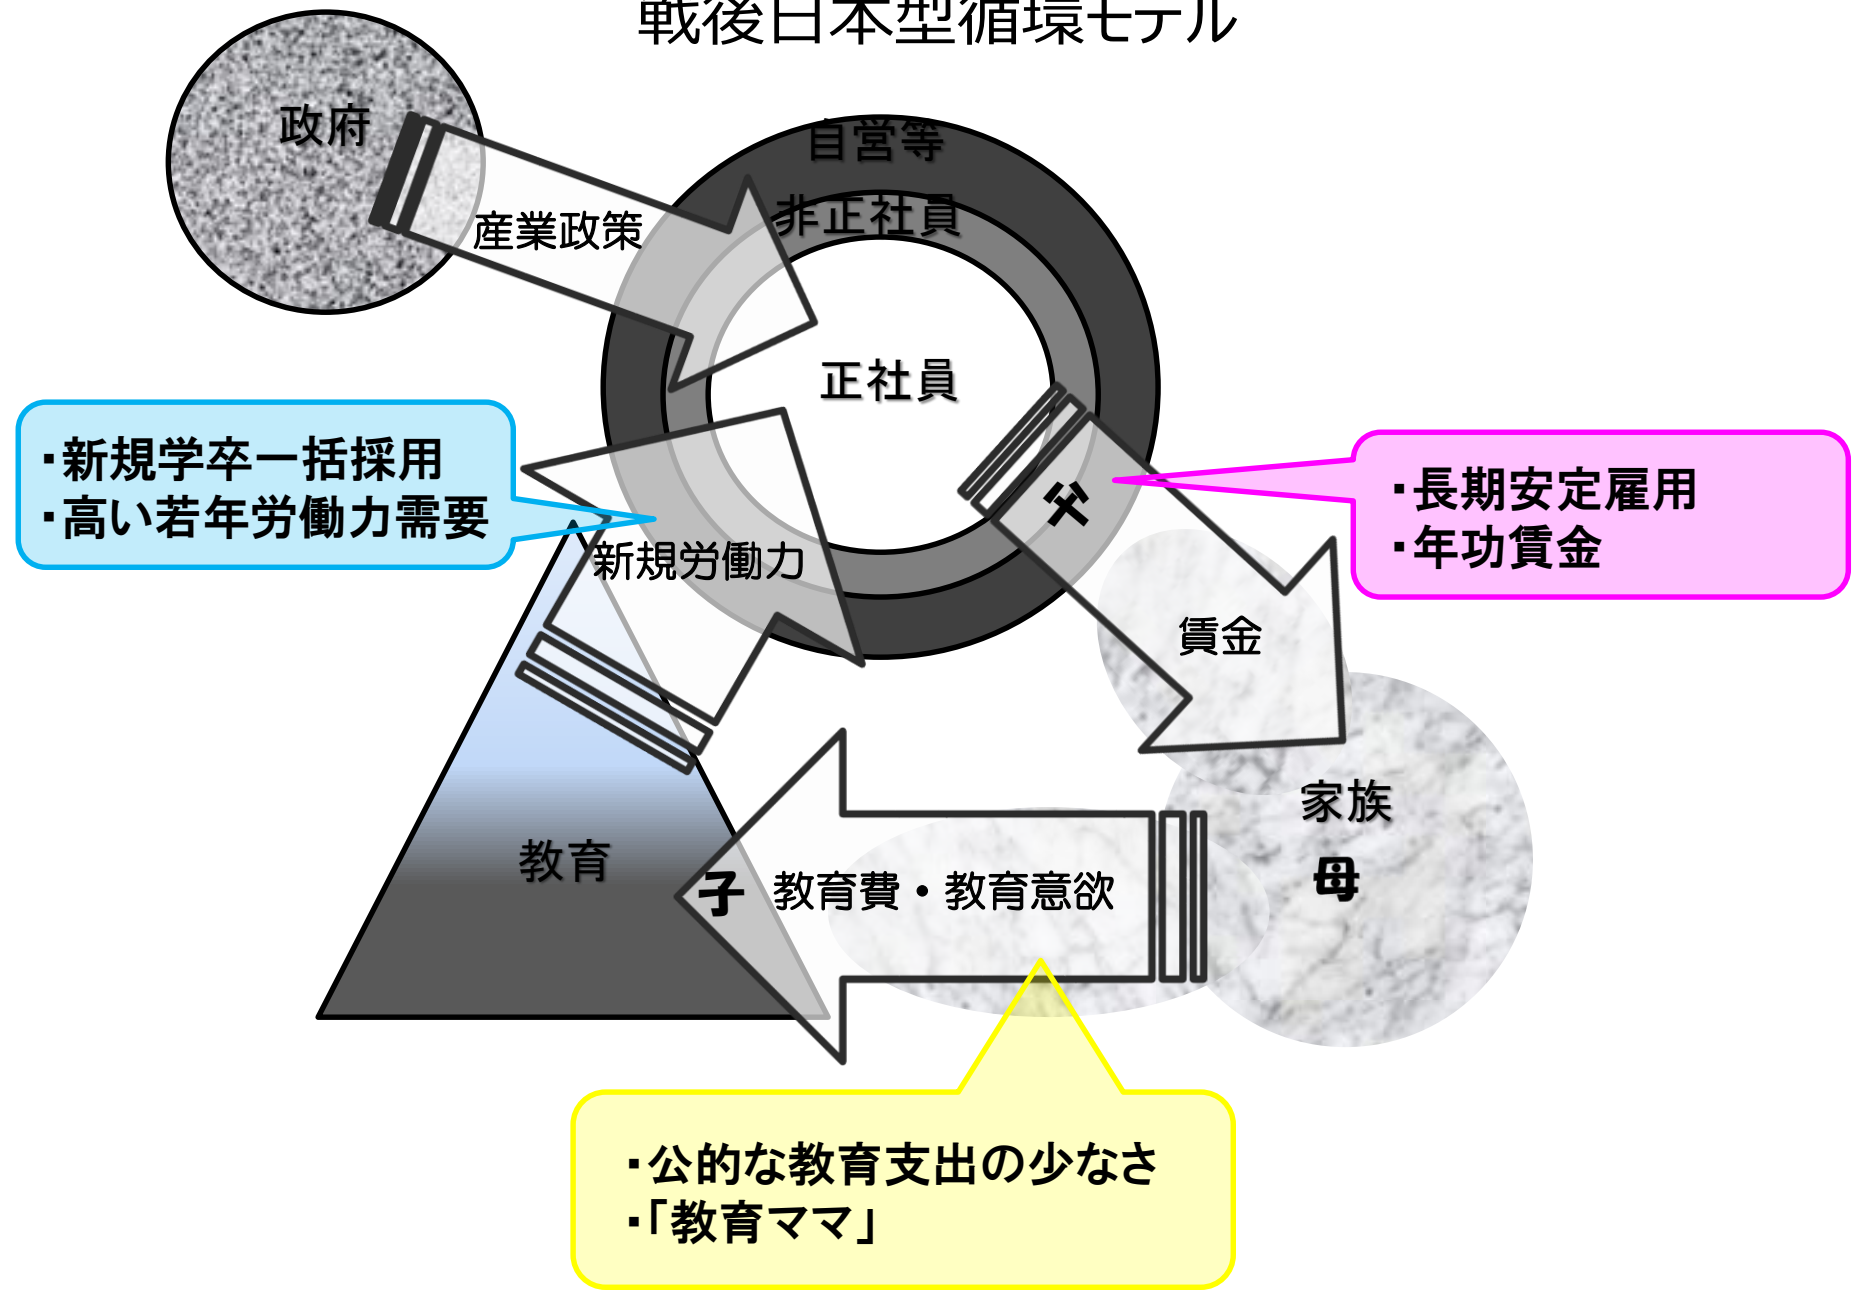 戦後日本型循環モデル
政府
自営等
非正社員
産業政策
正社員
・新規学卒一括採用
・高い若年労働力需要
・長期安定雇用
・年功賃金
父
新規労働力
賃金
家族
母
教育
子
教育費・教育意欲
・公的な教育支出の少なさ
・「教育ママ」